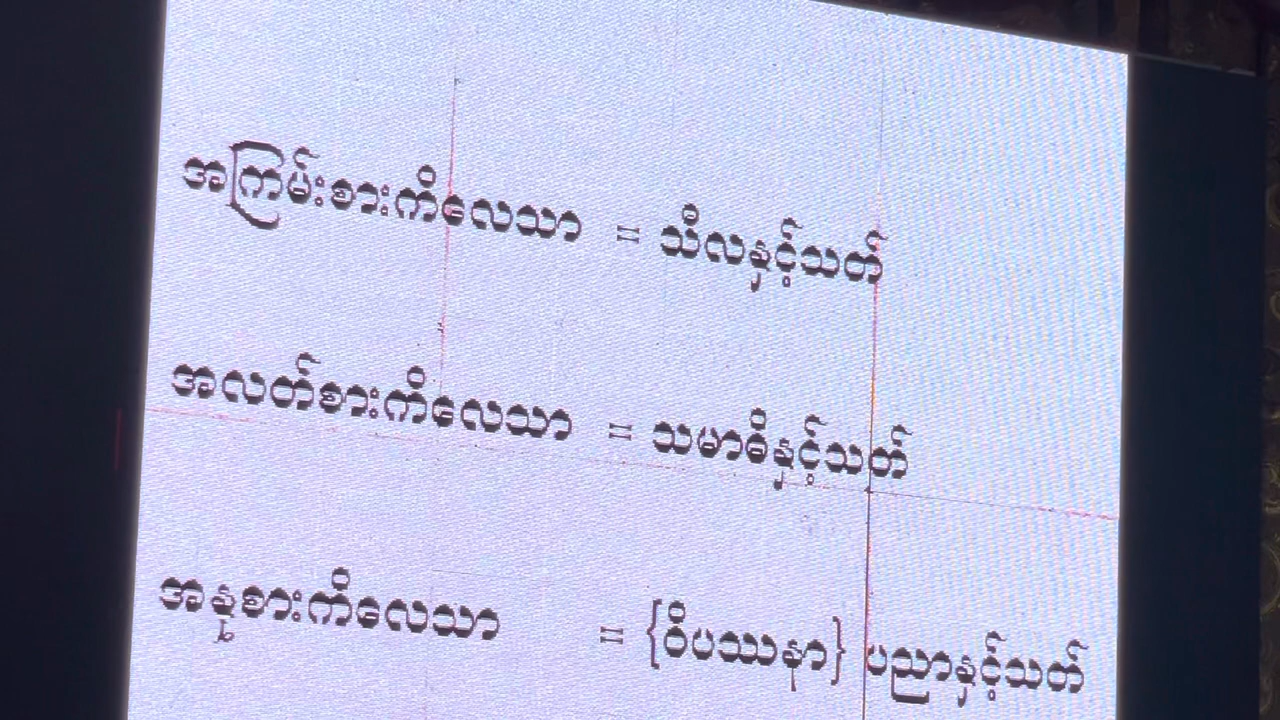 အကြမ်းစားကိလေသာ = သီလနှင့်သတ်
အလတ်စားကိလေသာ = သမာဓိနှင့်သတ်
အနုစားကိလေသာ = {ဝိပဿနာ} ပညာနှင့်သတ်